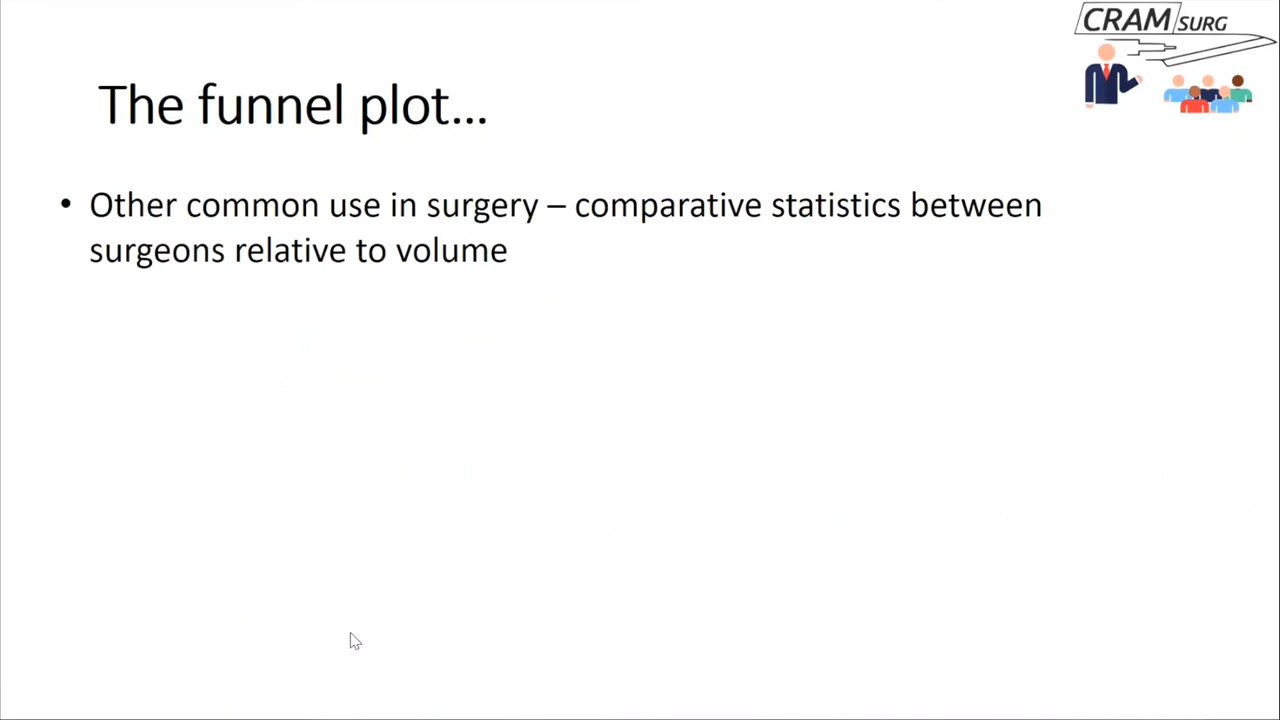 CRAM SURG
The funnel plot...
• Other common use in surgery – comparative statistics between
surgeons relative to volume